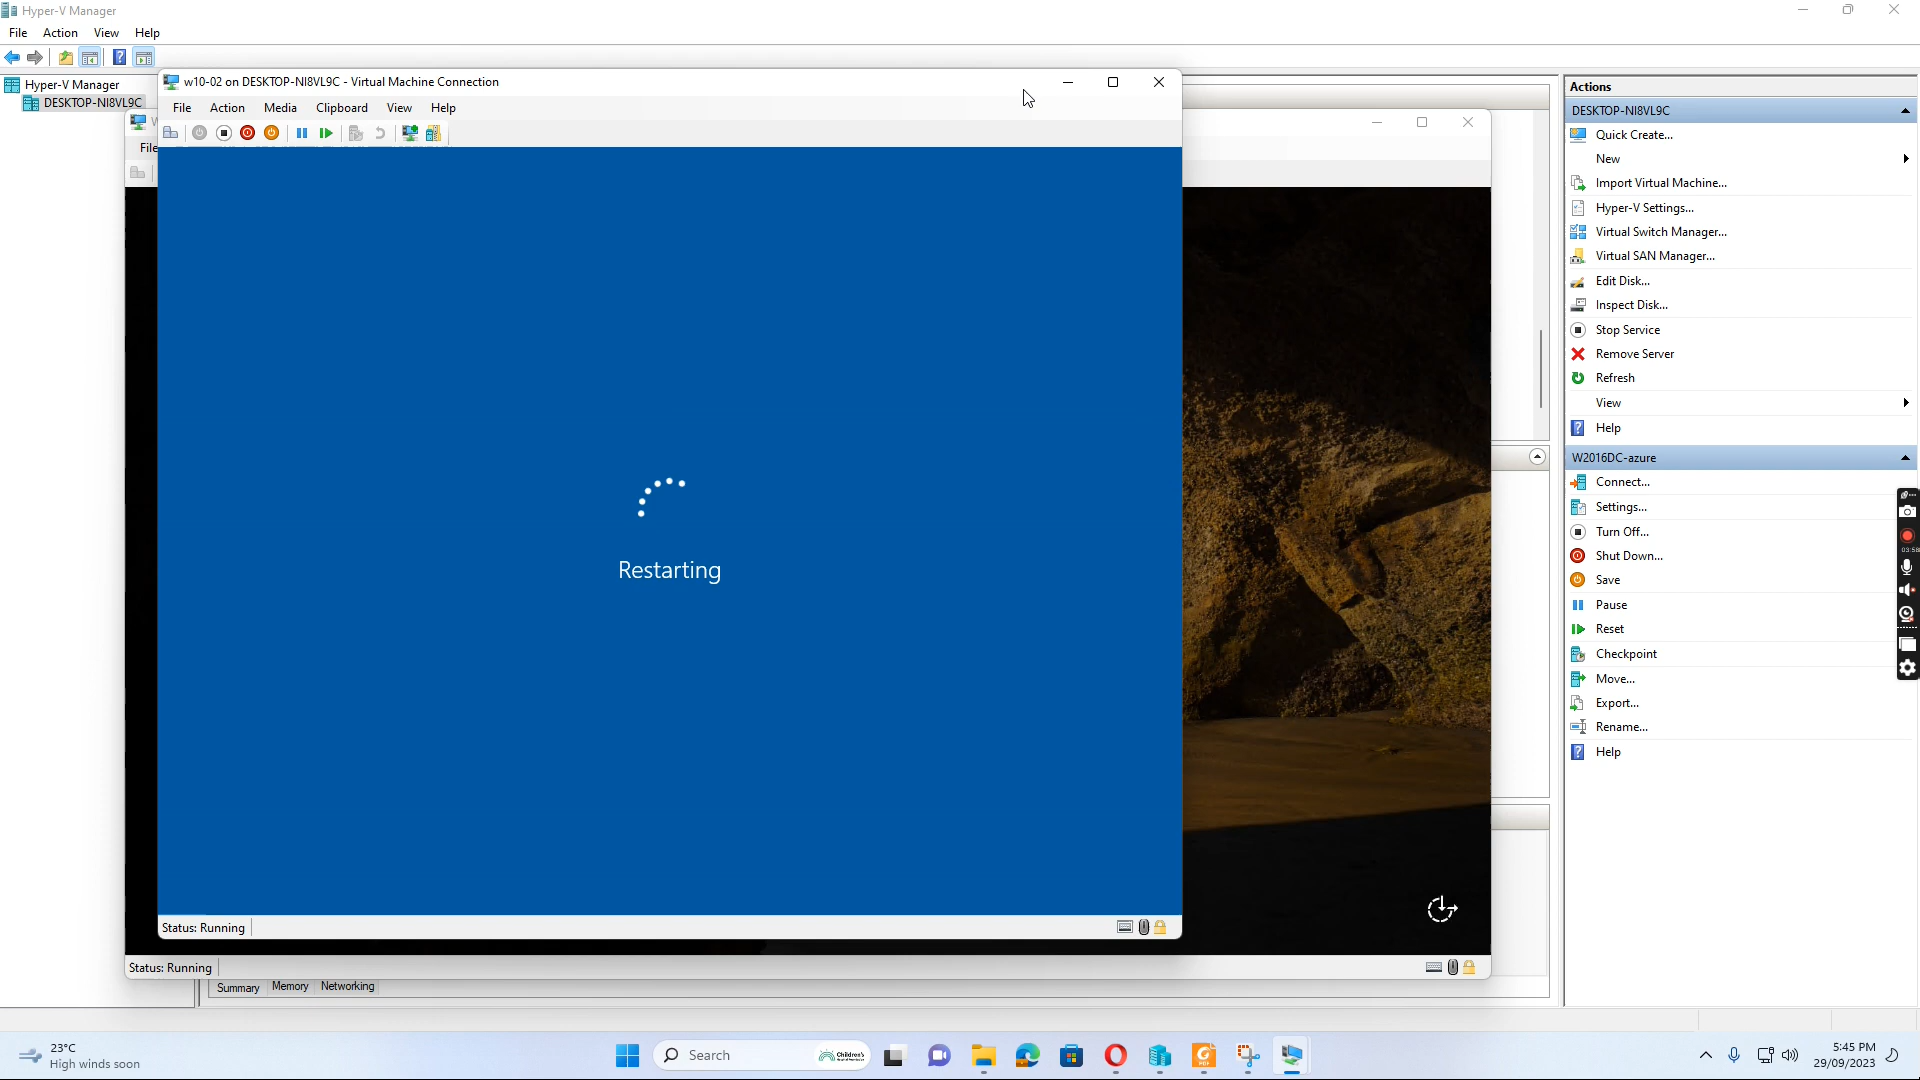 Hyper-V Manager
File Action View Help
Hyper-V Manager
DESKTOP-NI8VL9C
w10-02 on DESKTOP-NI8VL9C - Virtual Machine Connection
File Action Media Clipboard View Help
File
Restarting
Status: Running
Status: Running
Summary Memory Networking
Actions
DESKTOP-NI8VL9C
Quick Create...
New
Import Virtual Machine...
Hyper-V Settings...
Virtual Switch Manager...
Virtual SAN Manager...
Edit Disk...
Inspect Disk...
Stop Service
Remove Server
Refresh
View
Help
W2016DC-azure
Connect...
Settings...
Turn Off...
Shut Down...
Save
Pause
Reset
Checkpoint
Move...
Export...
Rename...
Help
23°C
High winds soon
Search
Children's
5:45 PM
29/09/2023